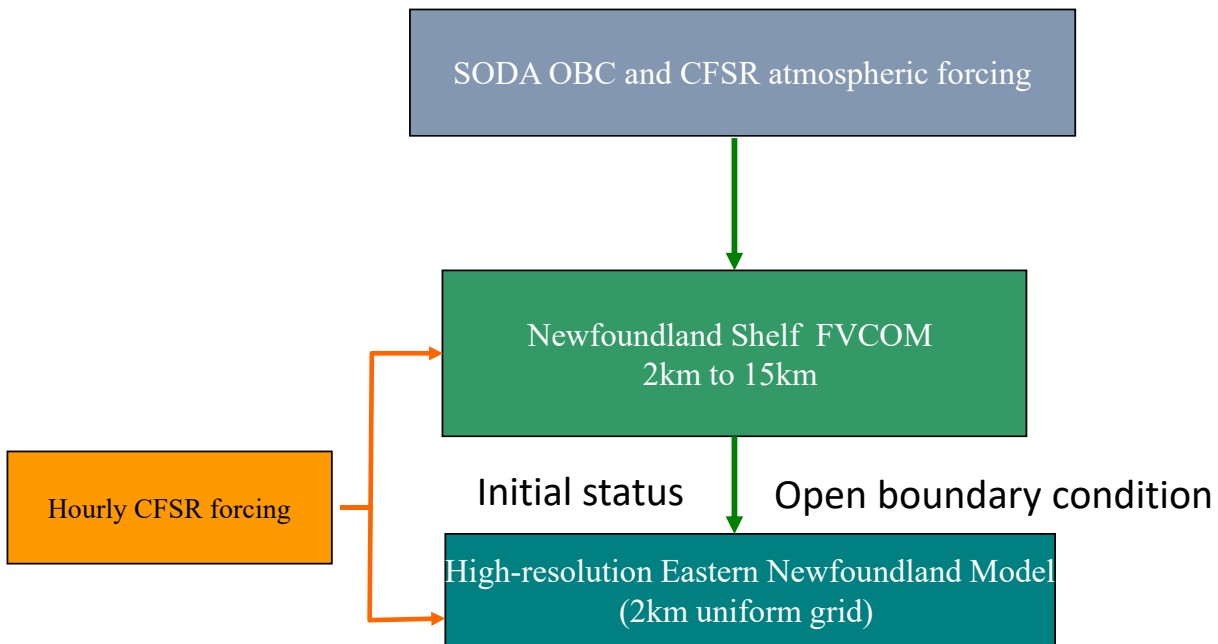 SODA OBC and CFSR atmospheric forcing
Newfoundland Shelf  FVCOM
2km to 15km
Hourly CFSR forcing
Initial status
Open boundary condition
High-resolution Eastern Newfoundland Model
(2km uniform grid)